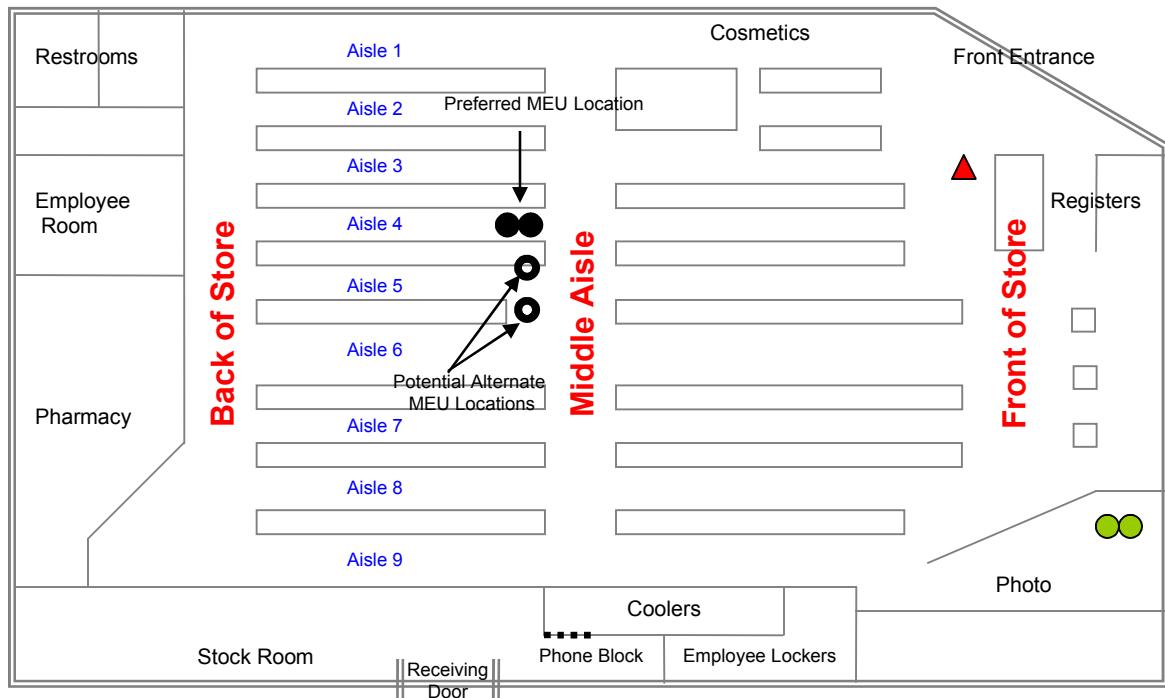 Restrooms
Aisle 1
Cosmetics
Front Entrance
Aisle 2
Preferred MEU Location
Aisle 3
Employee
Room
Aisle 4
Registers
Back of Store
Middle Aisle
Front of Store
Aisle 5
Aisle 6
Potential Alternate
MEU Locations
Pharmacy
Aisle 7
Aisle 8
Aisle 9
Photo
Coolers
Stock Room
Phone Block
Employee Lockers
Receiving
Door